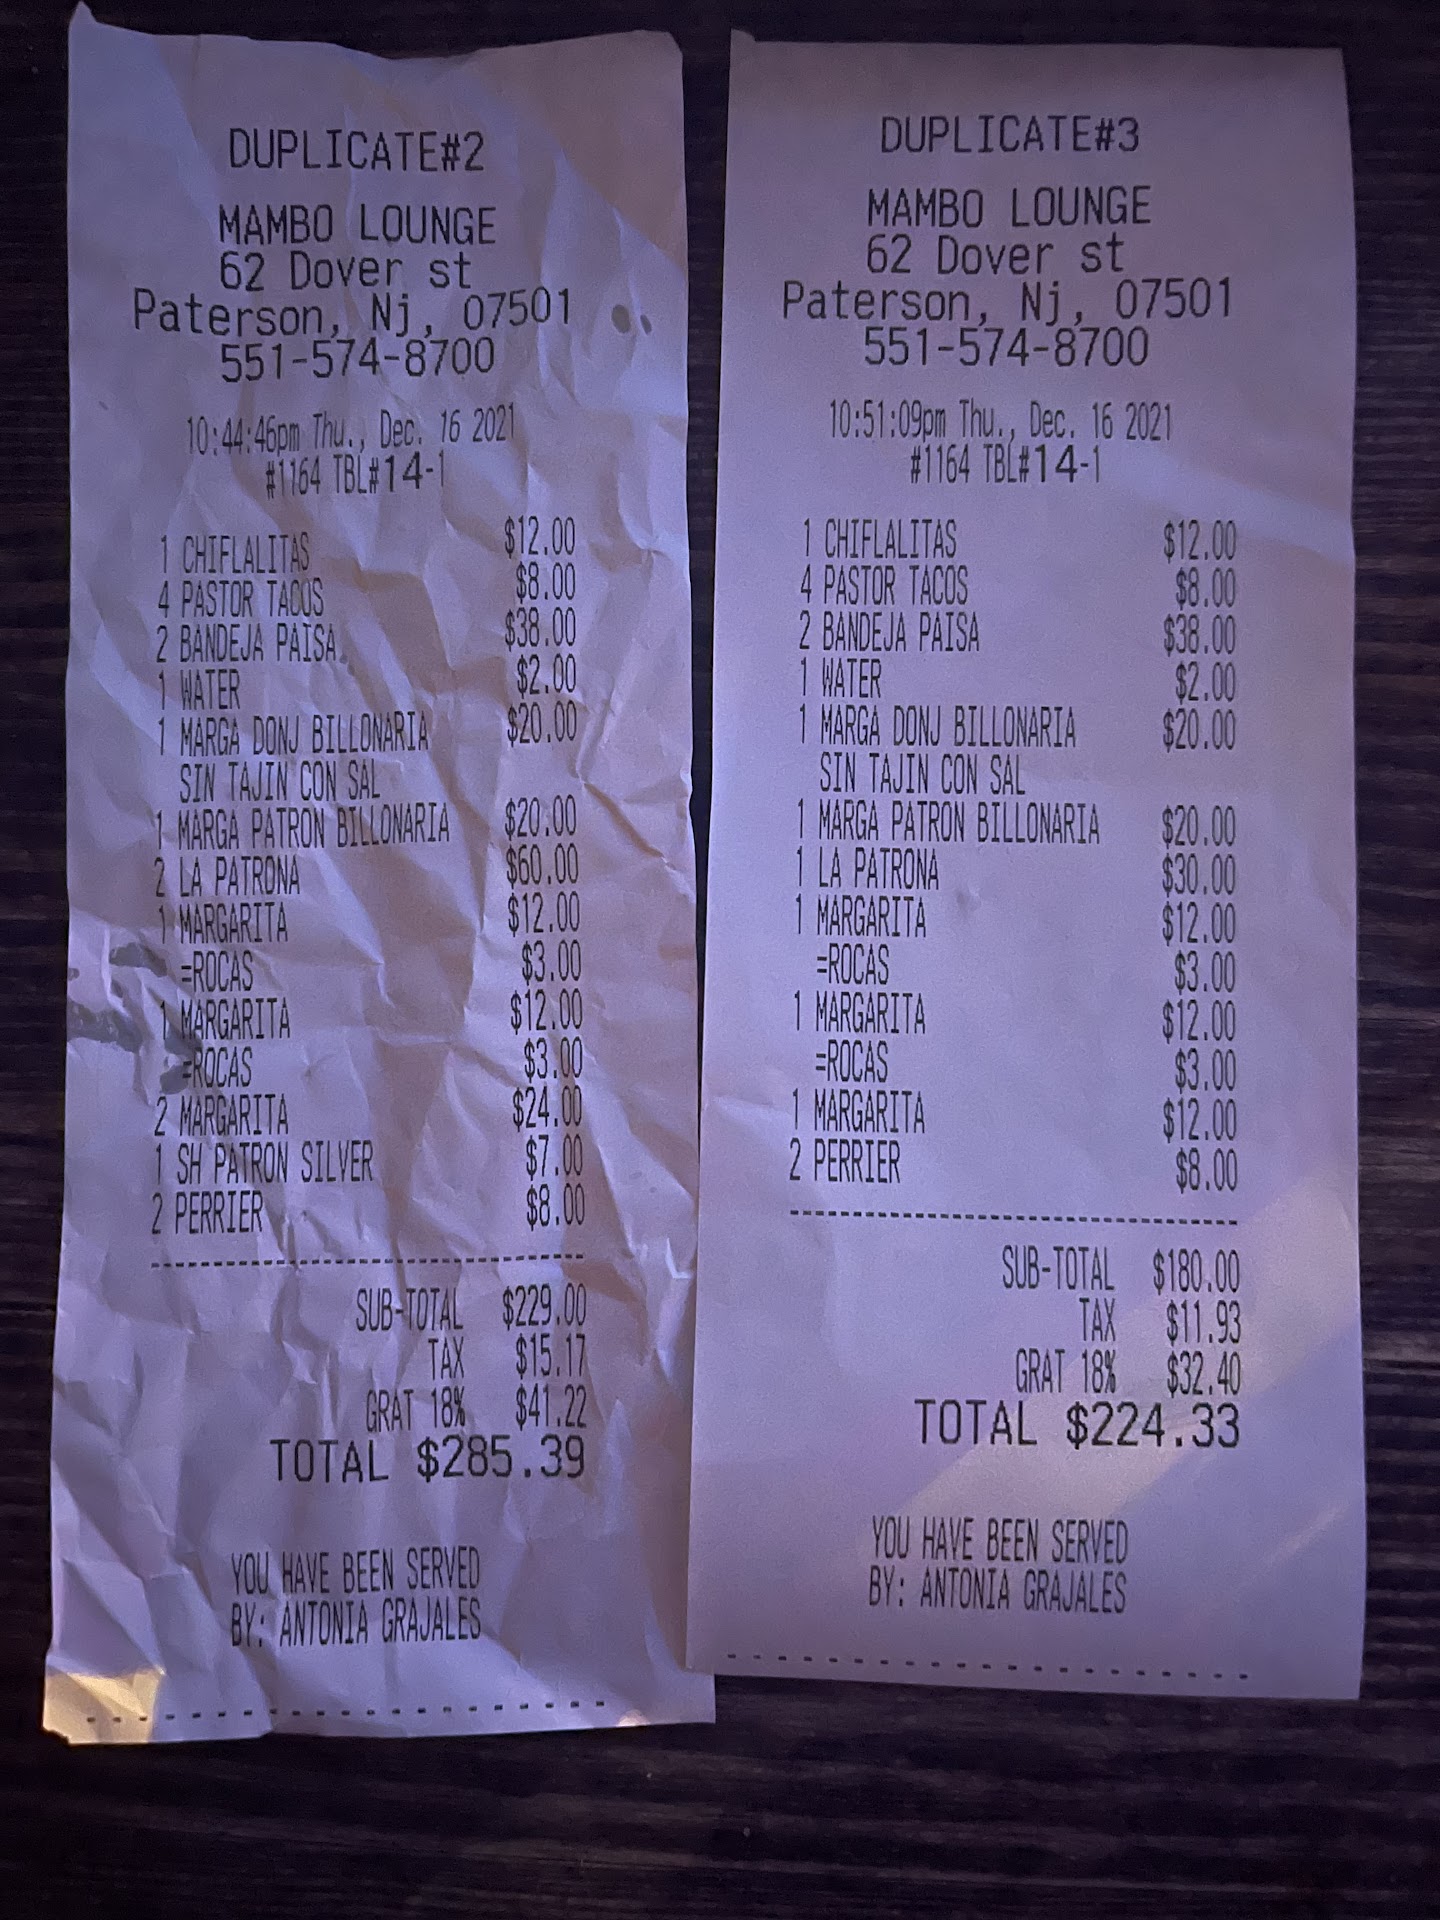 DUPLICATE#2
MAMBO LOUNGE
62 Dover st
Paterson, Nj, 07501
551-574-8700
10:44:46pm Thu., Dec. 16 2021
#1164 TBL#14-1
1 CHIFLALITAS $12.00
4 PASTOR TACOS $8.00
2 BANDEJA PAISA $38.00
1 WATER $2.00
1 MARGA DONJ BILLONARIA $20.00
SIN TAJIN CON SAL
1 MARGA PATRON BILLONARIA $20.00
2 LA PATRONA $60.00
1 MARGARITA $12.00
=ROCAS $3.00
1 MARGARITA $12.00
=ROCAS $3.00
2 MARGARITA $24.00
1 SH PATRON SILVER $7.00
2 PERRIER $8.00
SUB-TOTAL $229.00
TAX $15.17
GRAT 18% $41.22
TOTAL $285.39
YOU HAVE BEEN SERVED
BY: ANTONIA GRAJALES
DUPLICATE#3
MAMBO LOUNGE
62 Dover st
Paterson, Nj, 07501
551-574-8700
10:51:09pm Thu., Dec. 16 2021
#1164 TBL#14-1
1 CHIFLALITAS $12.00
4 PASTOR TACOS $8.00
2 BANDEJA PAISA $38.00
1 WATER $2.00
1 MARGA DONJ BILLONARIA $20.00
SIN TAJIN CON SAL
1 MARGA PATRON BILLONARIA $20.00
1 LA PATRONA $30.00
1 MARGARITA $12.00
=ROCAS $3.00
1 MARGARITA $12.00
=ROCAS $3.00
1 MARGARITA $12.00
2 PERRIER $8.00
SUB-TOTAL $180.00
TAX $11.93
GRAT 18% $32.40
TOTAL $224.33
YOU HAVE BEEN SERVED
BY: ANTONIA GRAJALES